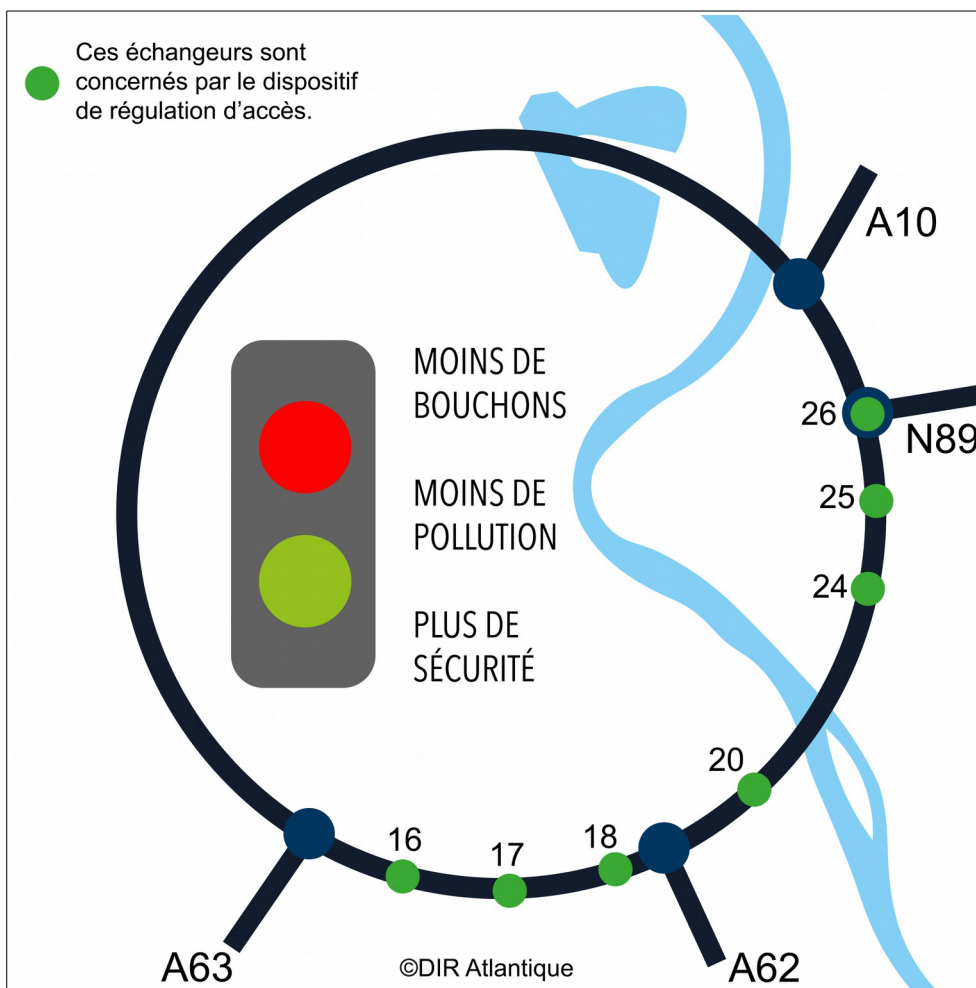 Ces échangeurs sont
concernés par le dispositif
de régulation d’accès.
A10
MOINS DE
BOUCHONS
26
N89
25
MOINS DE
POLLUTION
24
PLUS DE
SÉCURITÉ
20
16
17
18
A63
©DIR Atlantique
A62